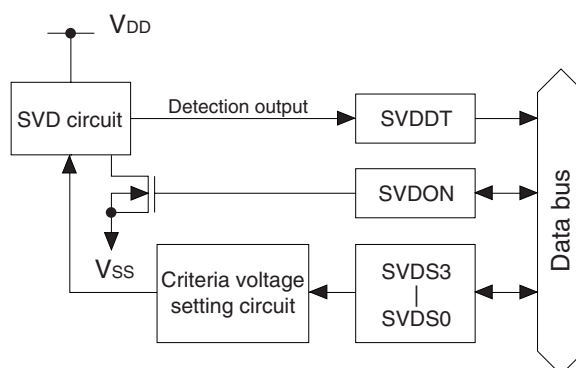 VDD
SVD circuit
Detection output
SVDDT
SVDON
VSS
Criteria voltage
setting circuit
SVDS3
|
SVDS0
Data bus